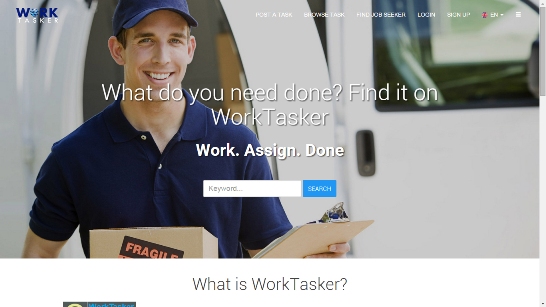 WORK
TASKER
POST A TASK BROWSE TASK FIND JOB SEEKER LOGIN SIGN UP EN
What do you need done? Find it on
WorkTasker
Work. Assign. Done
Keyword... SEARCH
FRAGILE
What is WorkTasker?
WorkTasker